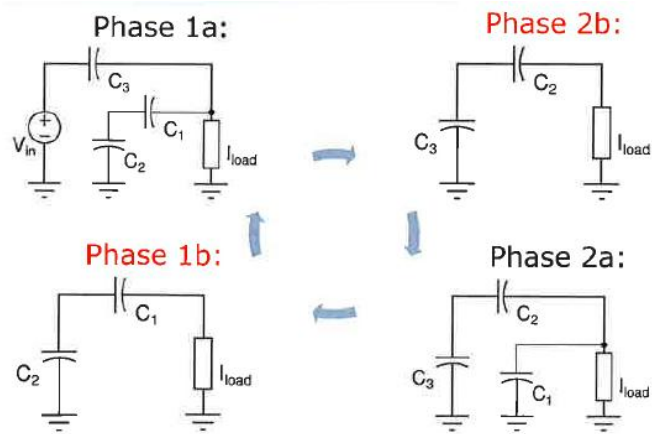 Phase 1a:
C3
C1
C2
+
−
Vin
Iload
Phase 2b:
C2
C3
Iload
Phase 1b:
C1
C2
Iload
Phase 2a:
C2
C3
C1
Iload